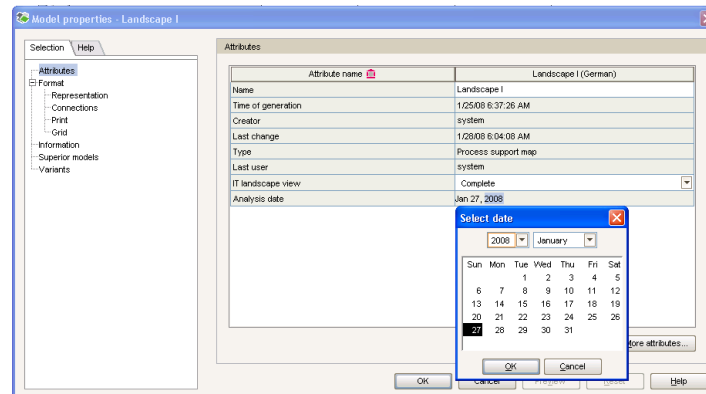 Model properties - Landscape I
Selection Help
Attributes
Format
Representation
Connections
Print
Grid
Information
Superior models
Variants
Attributes
Attribute name Landscape I (German)
Name Landscape I
Time of generation 1/25/08 6:37:26 AM
Creator system
Last change 1/28/08 6:04:08 AM
Type Process support map
Last user system
IT landscape view Complete
Analysis date Jan 27, 2008
Select date
2008 January
Sun Mon Tue Wed Thu Fri Sat
1 2 3 4 5
6 7 8 9 10 11 12
13 14 15 16 17 18 19
20 21 22 23 24 25 26
27 28 29 30 31
OK Cancel
attributes...
OK Cancel Preview Reset Help